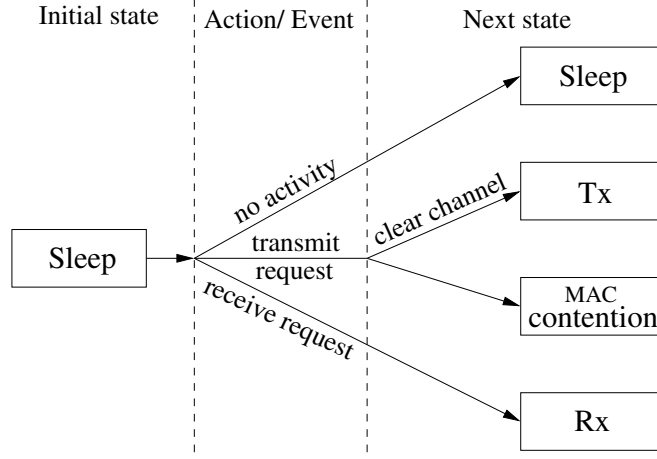 Initial state
Action/ Event
Next state
Sleep
no activity
transmit
request
receive request
clear channel
Sleep
Tx
MAC
contention
Rx